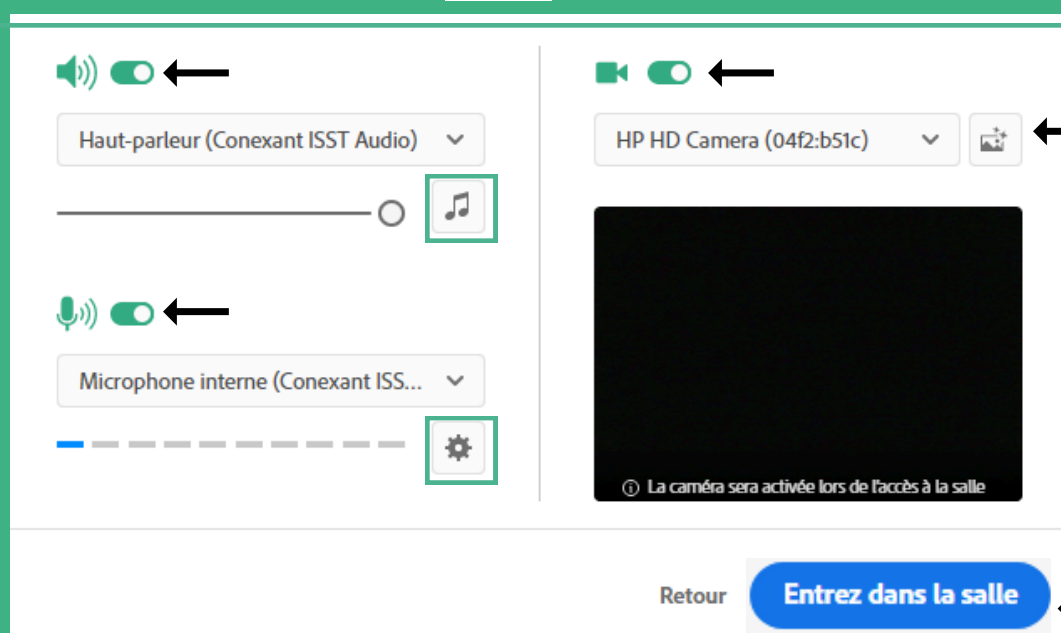 Haut-parleur (Conexant ISST Audio)
Microphone interne (Conexant ISS...
HP HD Camera (04f2:b51c)
La caméra sera activée lors de l'accès à la salle
Retour
Entrez dans la salle